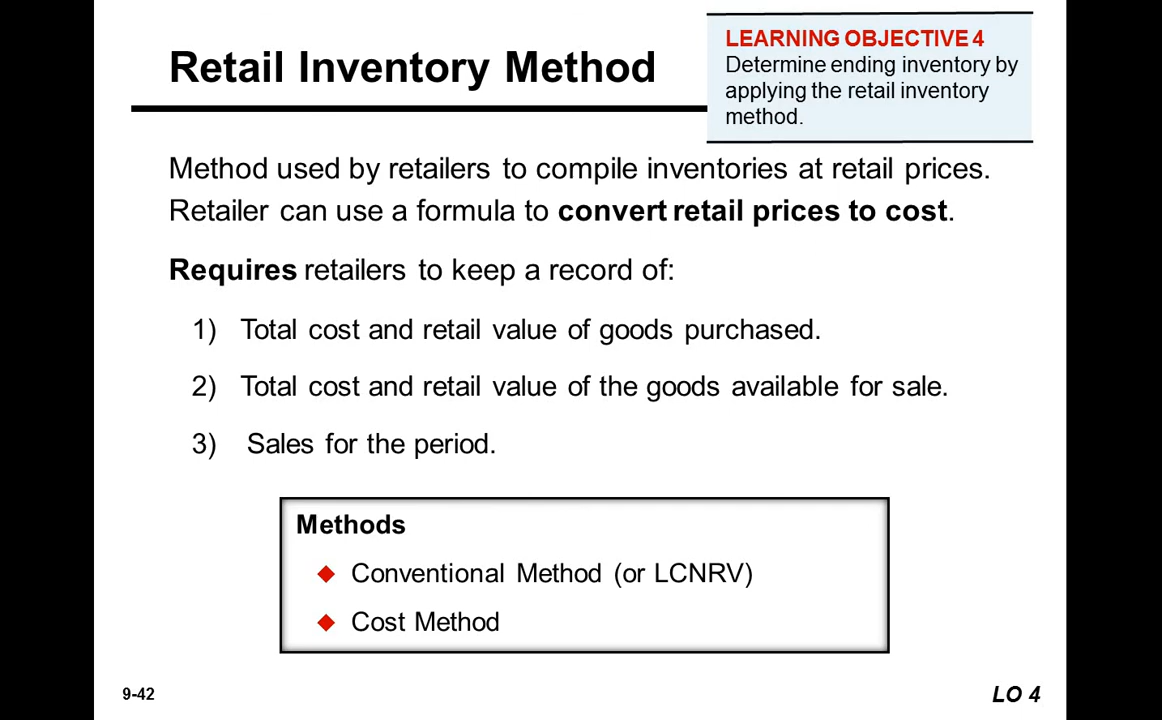 Retail Inventory Method
LEARNING OBJECTIVE 4
Determine ending inventory by
applying the retail inventory
method.
Method used by retailers to compile inventories at retail prices.
Retailer can use a formula to convert retail prices to cost.
Requires retailers to keep a record of:
1) Total cost and retail value of goods purchased.
2) Total cost and retail value of the goods available for sale.
3) Sales for the period.
Methods
◆ Conventional Method (or LCNRV)
◆ Cost Method
9-42
LO 4